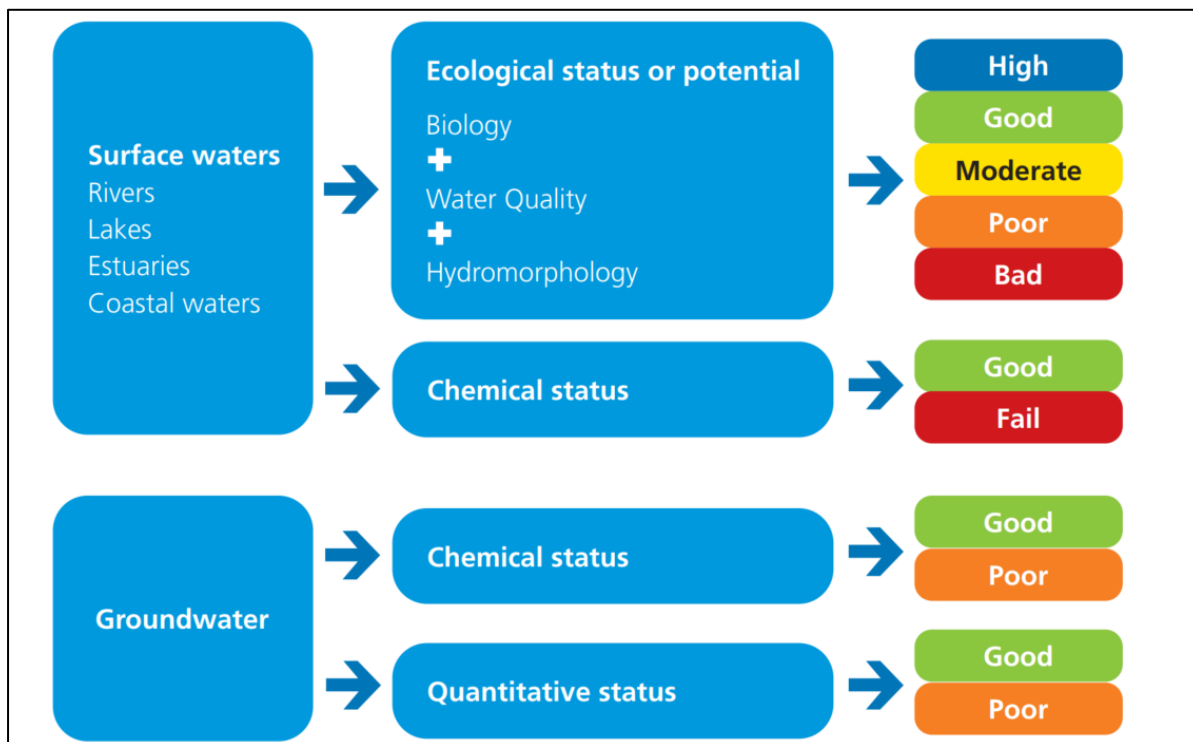 Surface waters
Rivers
Lakes
Estuaries
Coastal waters
Ecological status or potential
Biology
+
Water Quality
+
Hydromorphology
High
Good
Moderate
Poor
Bad
Chemical status
Good
Fail
Groundwater
Chemical status
Good
Poor
Quantitative status
Good
Poor